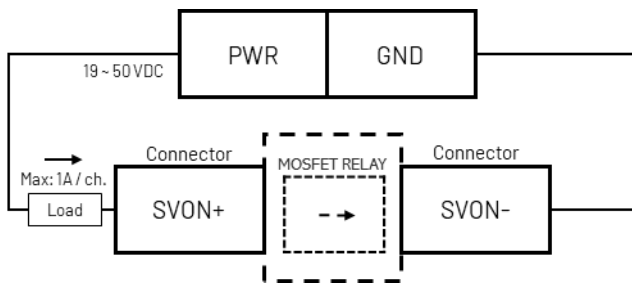 PWR
GND
19 ~ 50 VDC
Connector
MOSFET RELAY
Connector
Max: 1A / ch.
Load
SVON+
SVON-